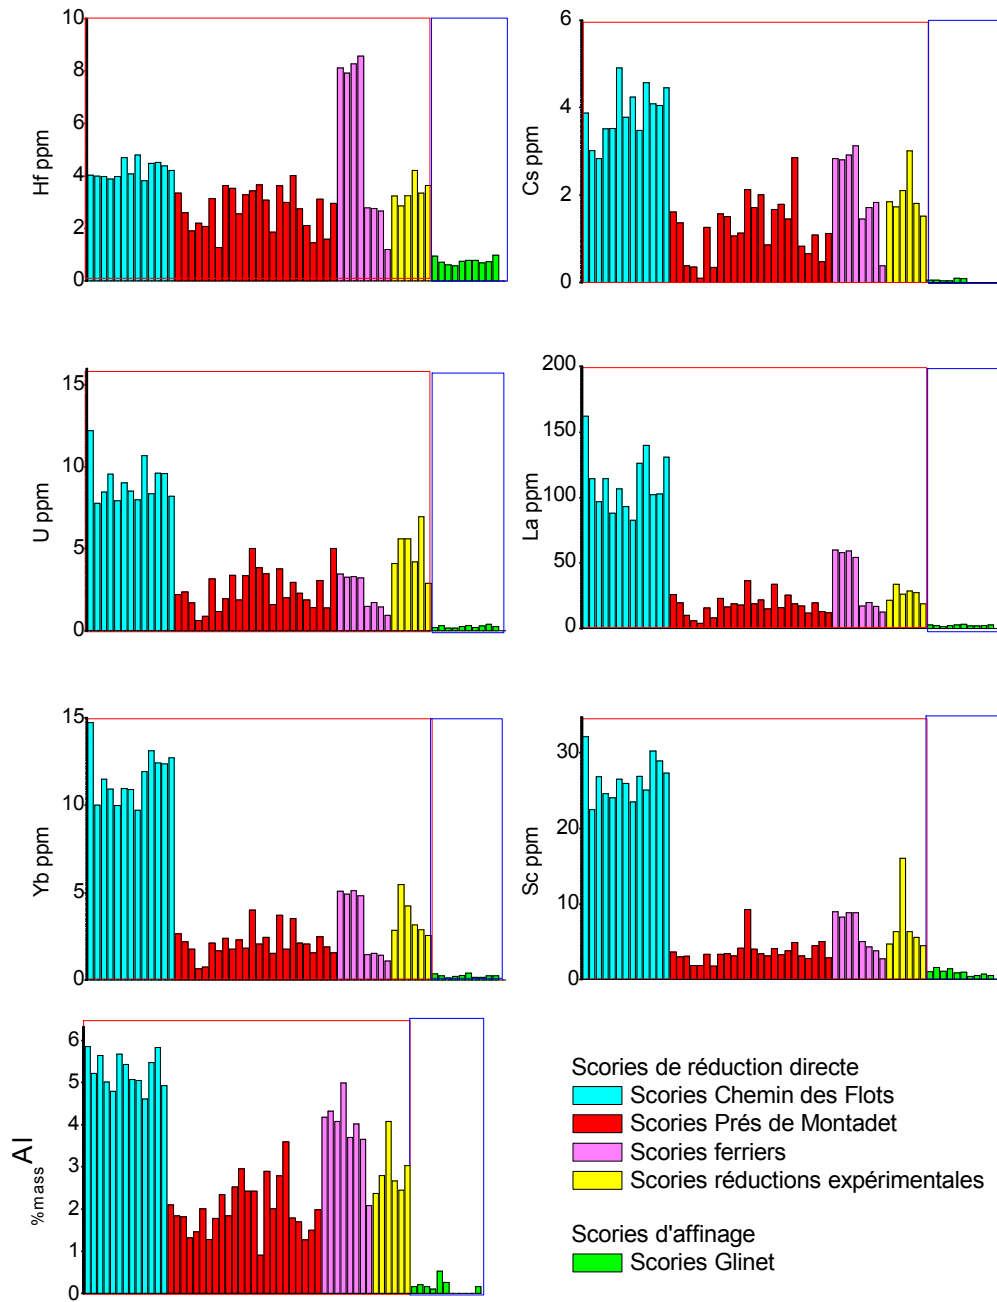 10
8
6
4
2
0
Hf ppm
6
4
2
0
Cs ppm
15
10
5
0
U ppm
200
150
100
50
0
La ppm
15
10
5
0
Yb ppm
30
20
10
0
Sc ppm
6
5
4
3
2
1
0
%mass Al
Scories de réduction directe
Scories Chemin des Flots
Scories Prés de Montadet
Scories ferriers
Scories réductions expérimentales
Scories d'affinage
Scories Glinet